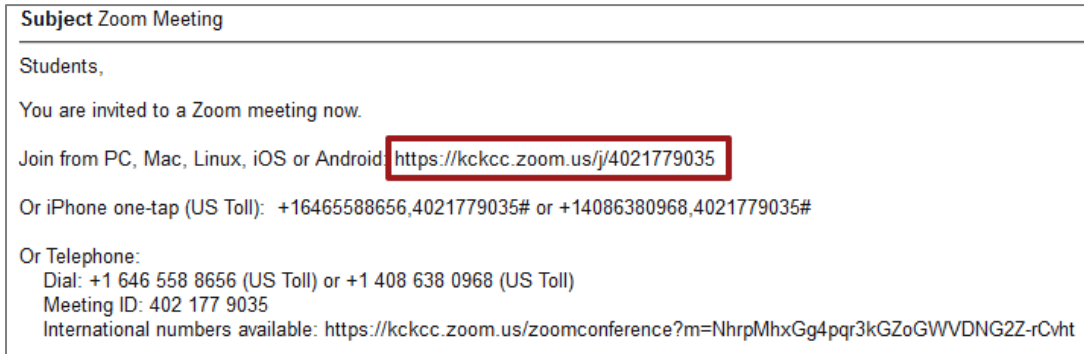 Subject Zoom Meeting
Students,
You are invited to a Zoom meeting now.
Join from PC, Mac, Linux, iOS or Android: https://kckcc.zoom.us/j/4021779035
Or iPhone one-tap (US Toll): +16465588656,4021779035# or +14086380968,4021779035#
Or Telephone:
Dial: +1 646 558 8656 (US Toll) or +1 408 638 0968 (US Toll)
Meeting ID: 402 177 9035
International numbers available: https://kckcc.zoom.us/zoomconference?m=NhrpMhxGg4pqr3kGZoGWVDNG2Z-rCvht